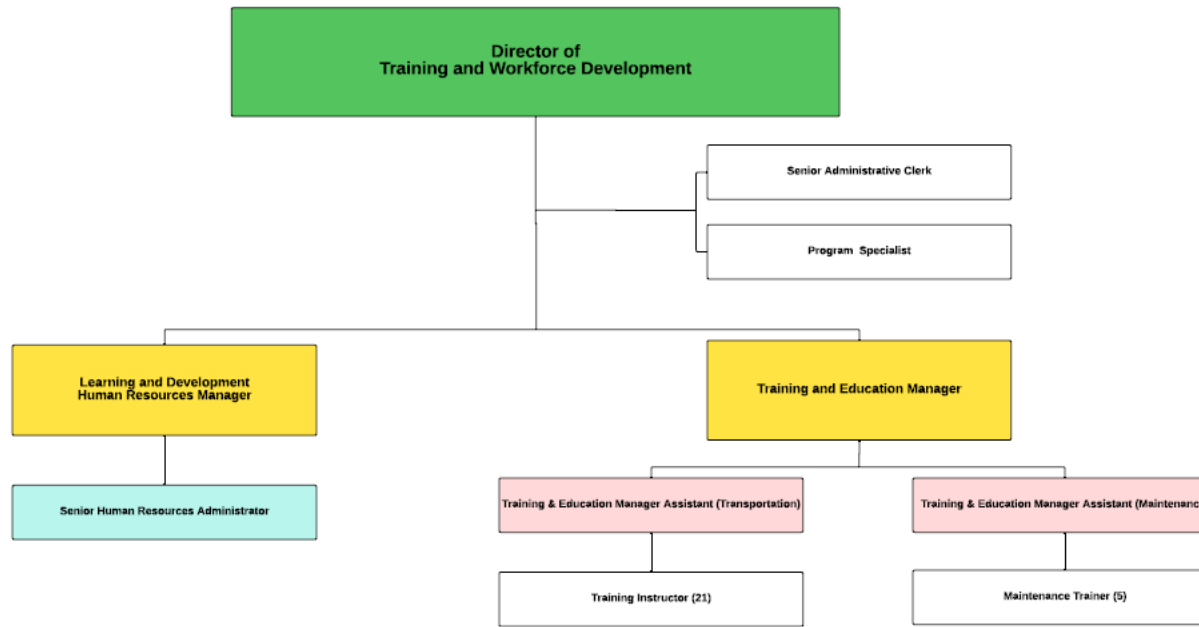 Director of
Training and Workforce Development
Senior Administrative Clerk
Program Specialist
Learning and Development
Human Resources Manager
Training and Education Manager
Senior Human Resources Administrator
Training & Education Manager Assistant (Transportation)
Training & Education Manager Assistant (Maintenanc
Training Instructor (21)
Maintenance Trainer (5)